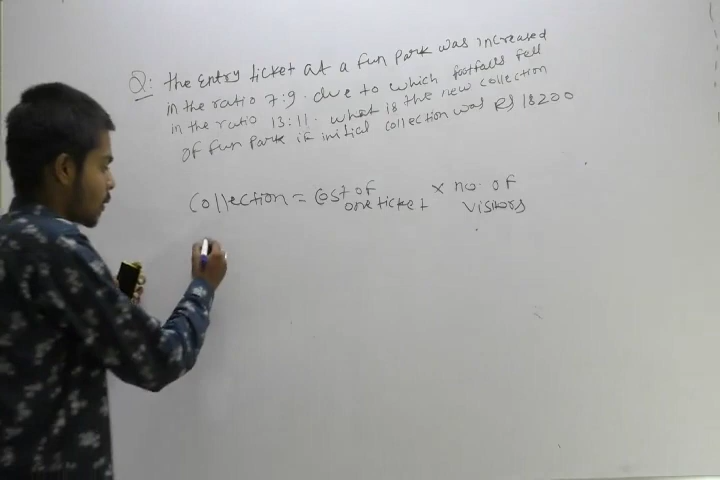 Q: the entry ticket at a fun park was increased
in the ratio 7:9. due to which footfalls fell
in the ratio 13:11. what is the new collection
of fun park if initial collection was Rs 18200
Collection = Cost of × no. of
one ticket visitors